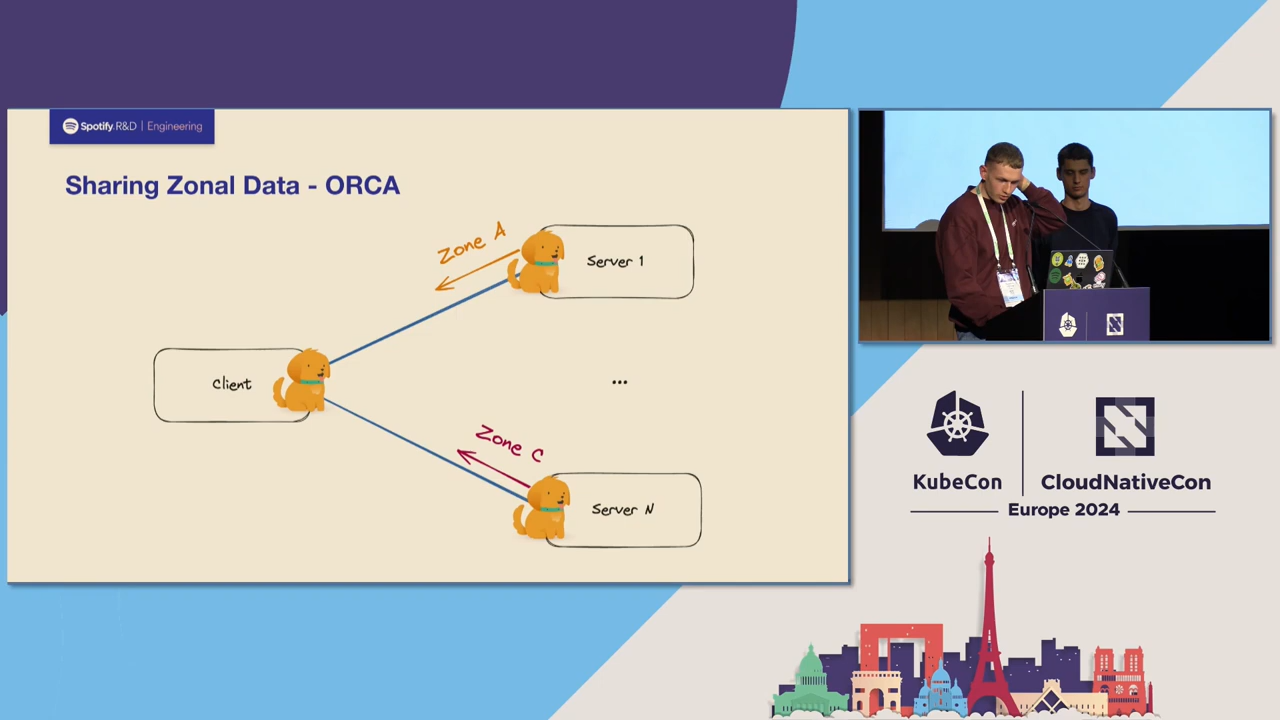 Spotify R&D | Engineering
Sharing Zonal Data - ORCA
Zone A
Server 1
Client
...
Zone C
Server N
KubeCon
CloudNativeCon
Europe 2024